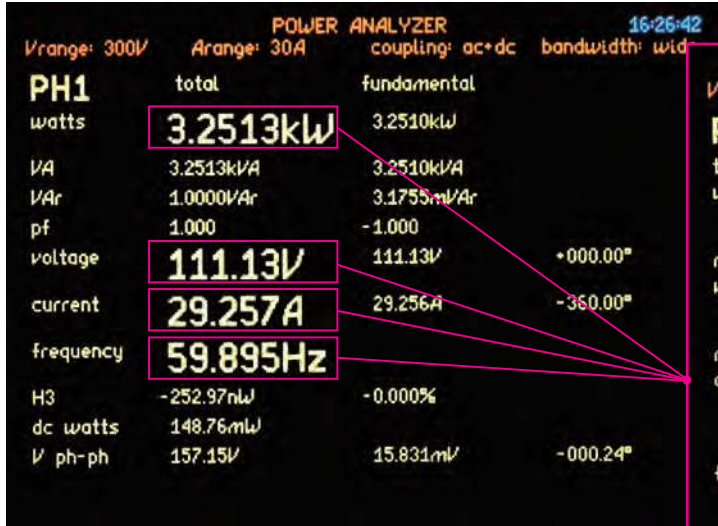 POWER ANALYZER 16:26:42
Vrange: 300V Arange: 30A coupling: ac+dc bandwidth:
PH1 total fundamental
watts 3.2513kW 3.2510kW
VA 3.2513kVA 3.2510kVA
VAr 1.0000VAr 3.1755mVAr
pf 1.000 -1.000
voltage 111.13V 111.13V +000.00°
current 29.257A 29.256A -360.00°
frequency 59.895Hz
H3 -252.97nW -0.000%
dc watts 148.76mW
V ph-ph 157.15V 15.831mV -000.24°